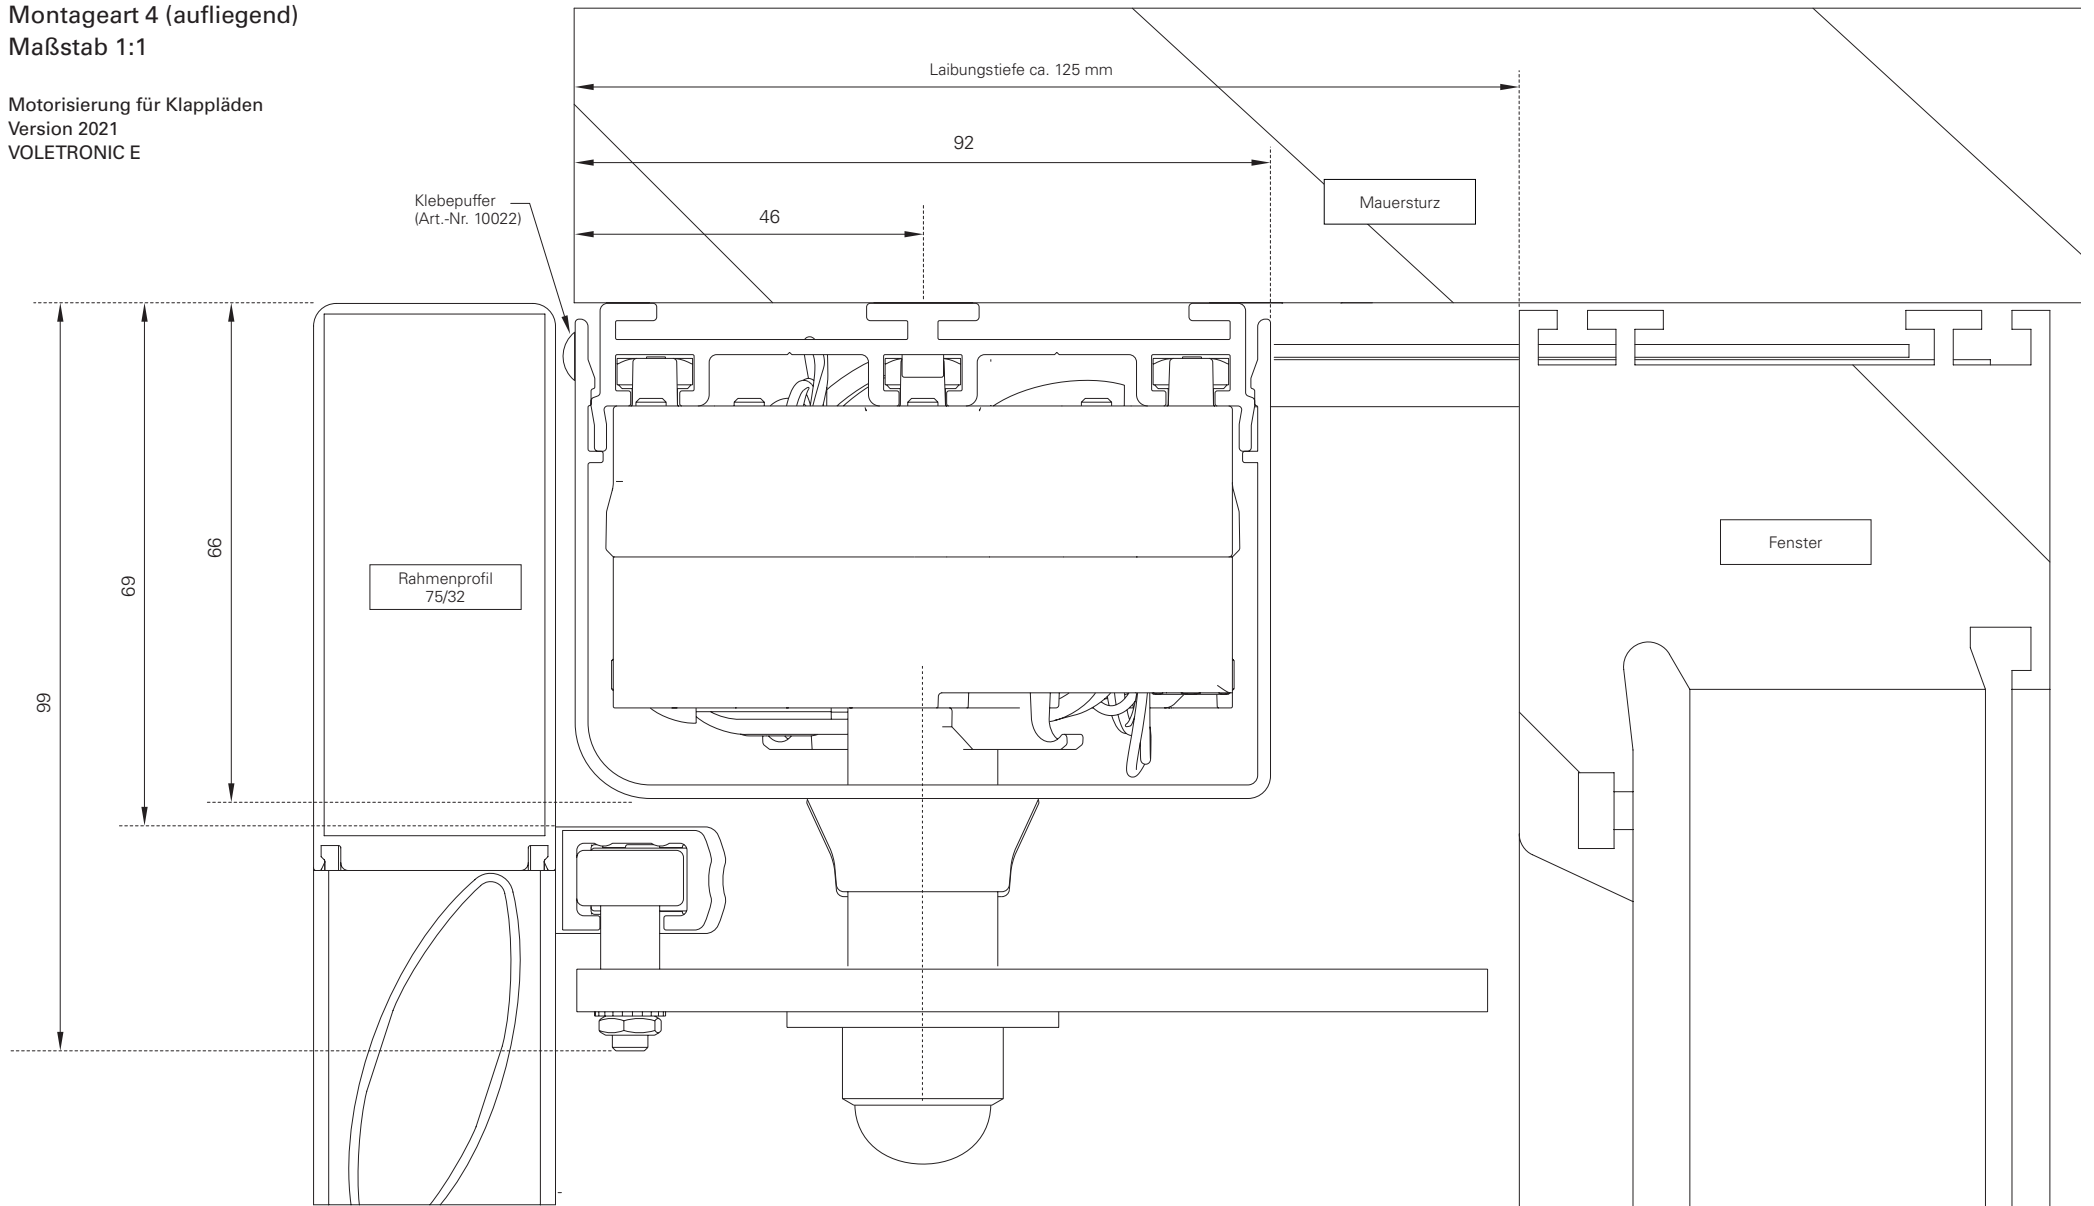 Montageart 4 (aufliegend)
Maßstab 1:1
Motorisierung für Klappläden
Version 2021
VOLETRONIC E
Laibungstiefe ca. 125 mm
92
46
Klebepuffer
(Art.-Nr. 10022)
Mauersturz
66
69
99
Rahmenprofil
75/32
Fenster